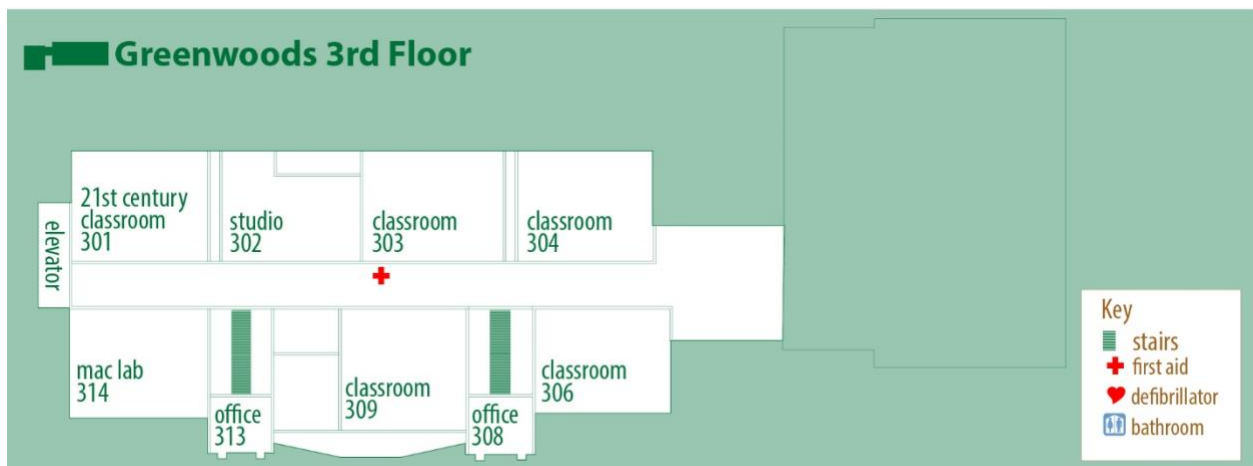 Greenwoods 3rd Floor
21st century
classroom
301
studio
302
classroom
303
classroom
304
elevator
mac lab
314
office
313
classroom
309
office
308
classroom
306
Key
stairs
first aid
defibrillator
bathroom